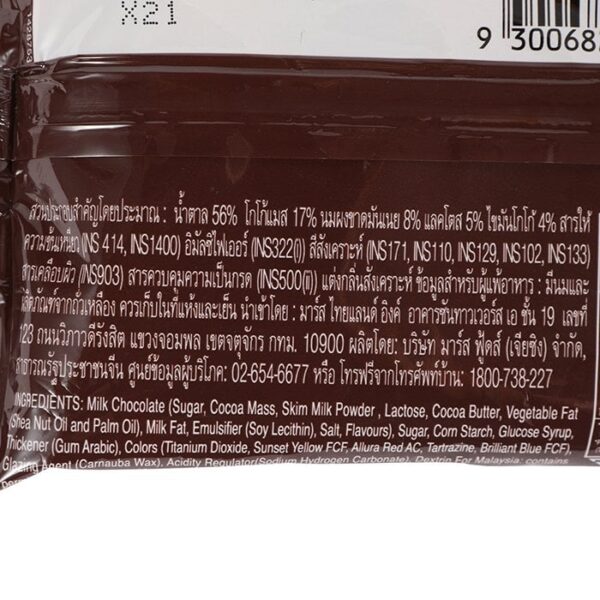 X21
1428763
9 30068
ส่วนประกอบสำคัญโดยประมาณ : น้ำตาล 56% โกโก้แมส 17% นมผงขาดมันเนย 8% แลคโตส 5% ไขมันโกโก้ 4% สารให้
ความข้นเหนียว (INS 414, INS1400) อิมัลซิไฟเออร์ (INS322(i)) สีสังเคราะห์ (INS171, INS110, INS129, INS102, INS133)
สารเคลือบผิว (INS903) สารควบคุมความเป็นกรด (INS500(ii)) แต่งกลิ่นสังเคราะห์ ข้อมูลสำหรับผู้แพ้อาหาร : มีนมและ
ผลิตภัณฑ์จากถั่วเหลือง ควรเก็บในที่แห้งและเย็น นำเข้าโดย : มาร์ส ไทยแลนด์ อิงค์ อาคารซันทาวเวอร์ส เอ ชั้น 19 เลขที่
123 ถนนวิภาวดีรังสิต แขวงจอมพล เขตจตุจักร กทม. 10900 ผลิตโดย: บริษัท มาร์ส ฟู้ดส์ (เจียซิง) จำกัด,
สาธารณรัฐประชาชนจีน ศูนย์ข้อมูลผู้บริโภค: 02-654-6677 หรือ โทรฟรีจากโทรศัพท์บ้าน: 1800-738-227
INGREDIENTS: Milk Chocolate (Sugar, Cocoa Mass, Skim Milk Powder , Lactose, Cocoa Butter, Vegetable Fat
(Shea Nut Oil and Palm Oil), Milk Fat, Emulsifier (Soy Lecithin), Salt, Flavours), Sugar, Corn Starch, Glucose Syrup,
Thickener (Gum Arabic), Colors (Titanium Dioxide, Sunset Yellow FCF, Allura Red AC, Tartrazine, Brilliant Blue FCF),
Glazing Agent (Carnauba Wax), Acidity Regulator(Sodium Hydrogen Carbonate), Dextrin For Malaysia: contains